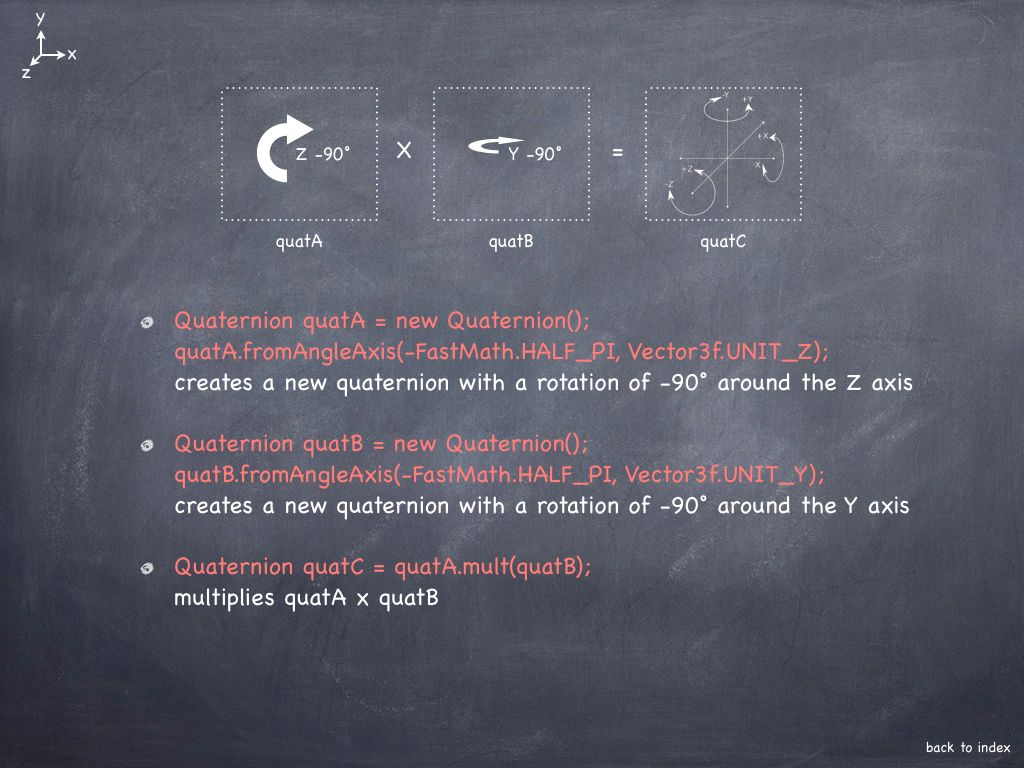 y
x
z
Z -90°
X
Y -90°
=
-Y
+Y
+X
-X
+Z
-Z
quatA
quatB
quatC
Quaternion quatA = new Quaternion();
quatA.fromAngleAxis(-FastMath.HALF_PI, Vector3f.UNIT_Z);
creates a new quaternion with a rotation of -90° around the Z axis
Quaternion quatB = new Quaternion();
quatB.fromAngleAxis(-FastMath.HALF_PI, Vector3f.UNIT_Y);
creates a new quaternion with a rotation of -90° around the Y axis
Quaternion quatC = quatA.mult(quatB);
multiplies quatA x quatB
back to index